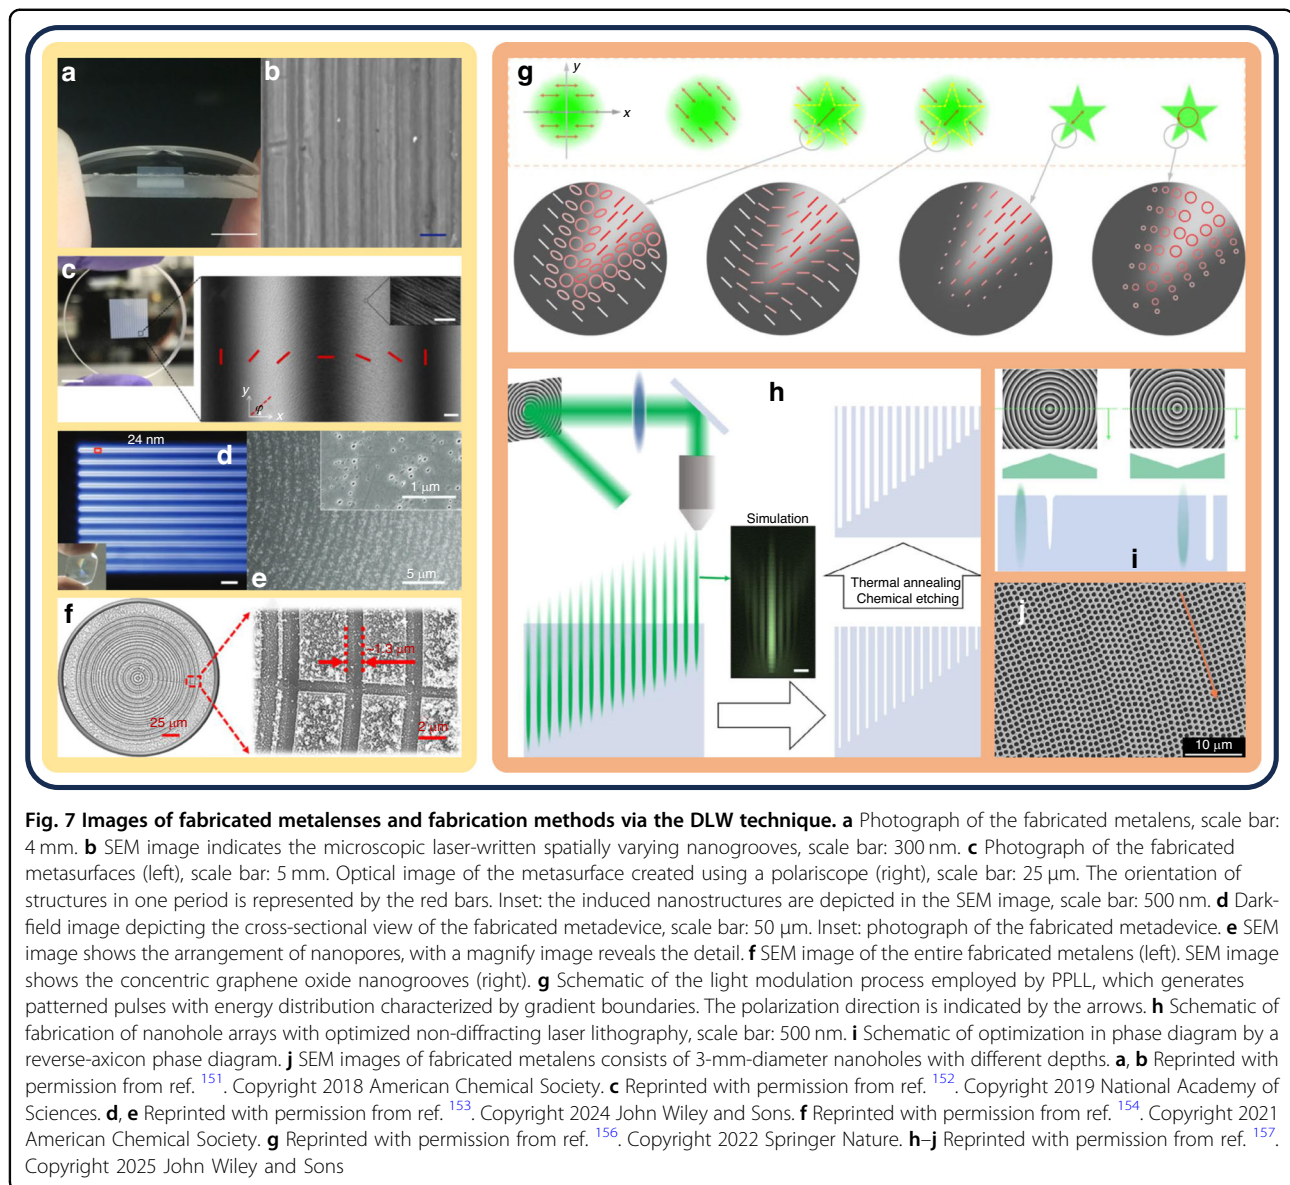 a
b
c
y
φ
x
24 nm
d
1 μm
e
5 μm
f
~1.3 μm
25 μm
2 μm
g
y
x
h
Simulation
Thermal annealing
Chemical etching
i
j
10 μm
Fig. 7 Images of fabricated metalenses and fabrication methods via the DLW technique. a Photograph of the fabricated metalens, scale bar:
4 mm. b SEM image indicates the microscopic laser-written spatially varying nanogrooves, scale bar: 300 nm. c Photograph of the fabricated
metasurfaces (left), scale bar: 5 mm. Optical image of the metasurface created using a polariscope (right), scale bar: 25 μm. The orientation of
structures in one period is represented by the red bars. Inset: the induced nanostructures are depicted in the SEM image, scale bar: 500 nm. d Dark-
field image depicting the cross-sectional view of the fabricated metadevice, scale bar: 50 μm. Inset: photograph of the fabricated metadevice. e SEM
image shows the arrangement of nanopores, with a magnify image reveals the detail. f SEM image of the entire fabricated metalens (left). SEM image
shows the concentric graphene oxide nanogrooves (right). g Schematic of the light modulation process employed by PPLL, which generates
patterned pulses with energy distribution characterized by gradient boundaries. The polarization direction is indicated by the arrows. h Schematic of
fabrication of nanohole arrays with optimized non-diffracting laser lithography, scale bar: 500 nm. i Schematic of optimization in phase diagram by a
reverse-axicon phase diagram. j SEM images of fabricated metalens consists of 3-mm-diameter nanoholes with different depths. a, b Reprinted with
permission from ref. 151. Copyright 2018 American Chemical Society. c Reprinted with permission from ref. 152. Copyright 2019 National Academy of
Sciences. d, e Reprinted with permission from ref. 153. Copyright 2024 John Wiley and Sons. f Reprinted with permission from ref. 154. Copyright 2021
American Chemical Society. g Reprinted with permission from ref. 156. Copyright 2022 Springer Nature. h–j Reprinted with permission from ref. 157.
Copyright 2025 John Wiley and Sons